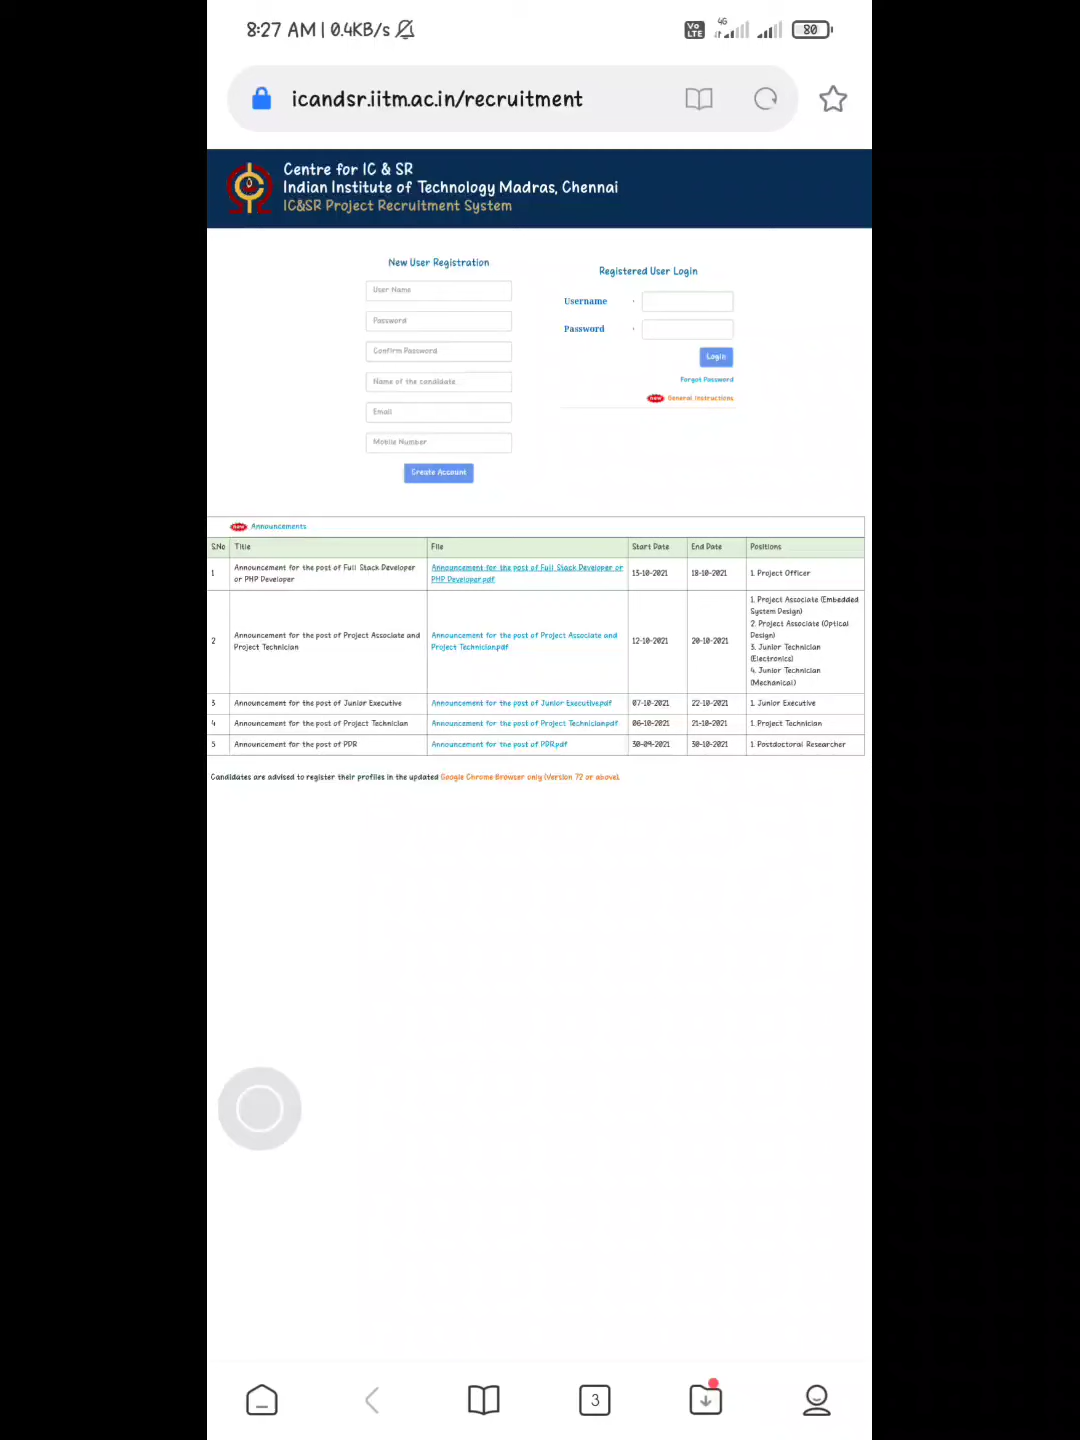 8:27 AM | 0.4KB/s
Vo LTE
4G
80
icandsr.iitm.ac.in/recruitment
Centre for IC & SR
Indian Institute of Technology Madras, Chennai
IC&SR Project Recruitment System
New User Registration
User Name
Password
Confirm Password
Name of the candidate
Email
Mobile Number
Create Account
Registered User Login
Username :
Password :
Login
Forgot Password
new General Instructions
new Announcements
S.No Title File Start Date End Date Positions
1 Announcement for the post of Full Stack Developer or PHP Developer Announcement for the post of Full Stack Developer or PHP Developer.pdf 13-10-2021 18-10-2021 1. Project Officer
2 Announcement for the post of Project Associate and Project Technician Announcement for the post of Project Associate and Project Technician.pdf 12-10-2021 20-10-2021 1. Project Associate (Embedded System Design)
2. Project Associate (Optical Design)
3. Junior Technician (Electronics)
4. Junior Technician (Mechanical)
3 Announcement for the post of Junior Executive Announcement for the post of Junior Executive.pdf 07-10-2021 22-10-2021 1. Junior Executive
4 Announcement for the post of Project Technician Announcement for the post of Project Technician.pdf 06-10-2021 21-10-2021 1. Project Technician
5 Announcement for the post of PDR Announcement for the post of PDR.pdf 30-09-2021 30-10-2021 1. Postdoctoral Researcher
Candidates are advised to register their profiles in the updated Google Chrome Browser only (Version 72 or above).
3